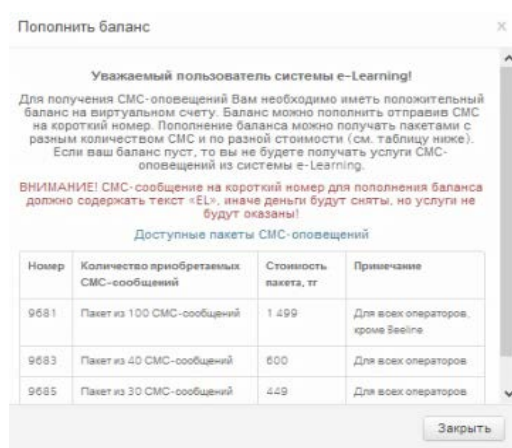 Пополнить баланс
×
Уважаемый пользователь системы e-Learning!
Для получения СМС-оповещений Вам необходимо иметь положительный
баланс на виртуальном счету. Баланс можно пополнить отправив СМС
на короткий номер. Пополнение баланса можно получать пакетами с
разным количеством СМС и по разной стоимости (см. таблицу ниже).
Если ваш баланс пуст, то вы не будете получать услуги СМС-
оповещений из системы e-Learning.
ВНИМАНИЕ! СМС-сообщение на короткий номер для пополнения баланса
должно содержать текст «EL», иначе деньги будут сняты, но услуги не
будут оказаны!
Доступные пакеты СМС-оповещений
Номер Количество приобретаемых СМС-сообщений Стоимость пакета, тг Примечание
9681 Пакет из 100 СМС-сообщений 1 499 Для всех операторов, кроме Beeline
9683 Пакет из 40 СМС-сообщений 600 Для всех операторов
9685 Пакет из 30 СМС-сообщений 449 Для всех операторов
Закрыть